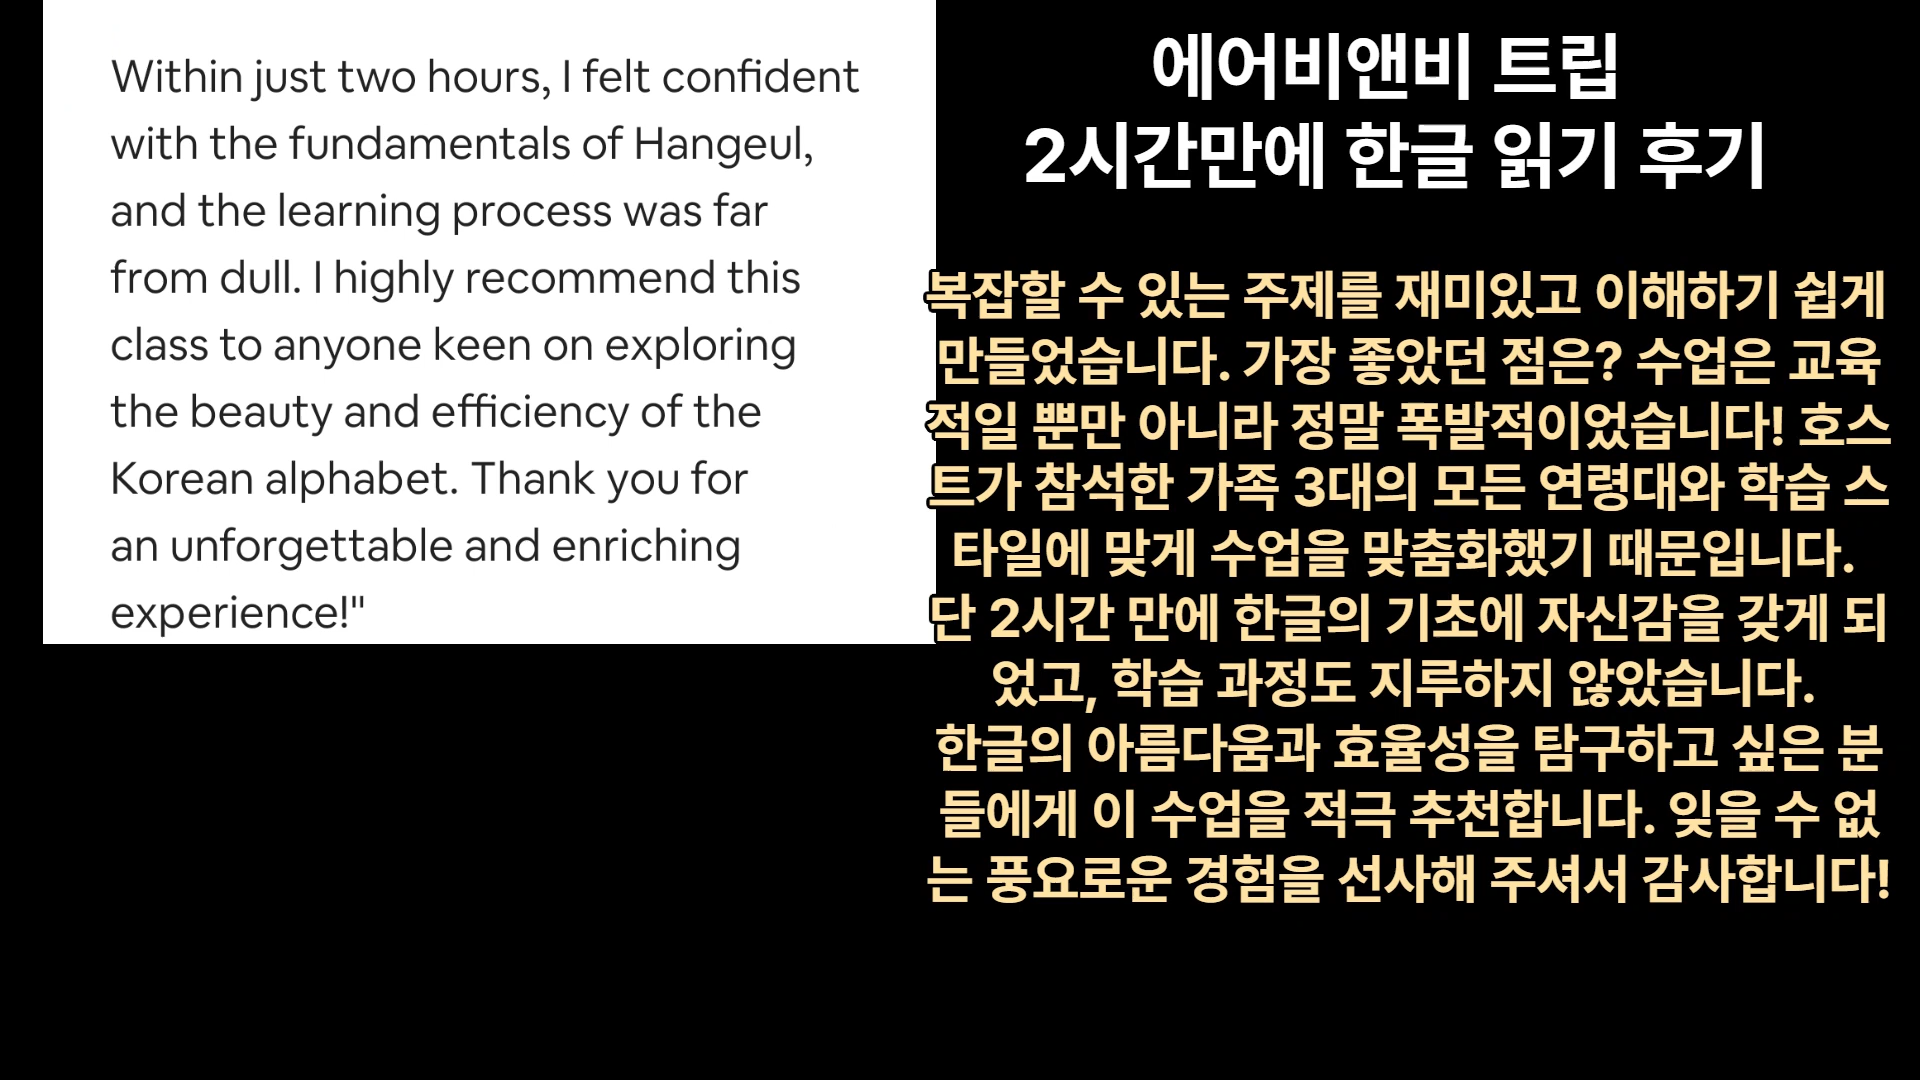 Within just two hours, I felt confident
with the fundamentals of Hangeul,
and the learning process was far
from dull. I highly recommend this
class to anyone keen on exploring
the beauty and efficiency of the
Korean alphabet. Thank you for
an unforgettable and enriching
experience!"
에어비앤비 트립
2시간만에 한글 읽기 후기
복잡할 수 있는 주제를 재미있고 이해하기 쉽게
만들었습니다. 가장 좋았던 점은? 수업은 교육
적일 뿐만 아니라 정말 폭발적이었습니다! 호스
트가 참석한 가족 3대의 모든 연령대와 학습 스
타일에 맞게 수업을 맞춤화했기 때문입니다.
단 2시간 만에 한글의 기초에 자신감을 갖게 되
었고, 학습 과정도 지루하지 않았습니다.
한글의 아름다움과 효율성을 탐구하고 싶은 분
들에게 이 수업을 적극 추천합니다. 잊을 수 없
는 풍요로운 경험을 선사해 주셔서 감사합니다!